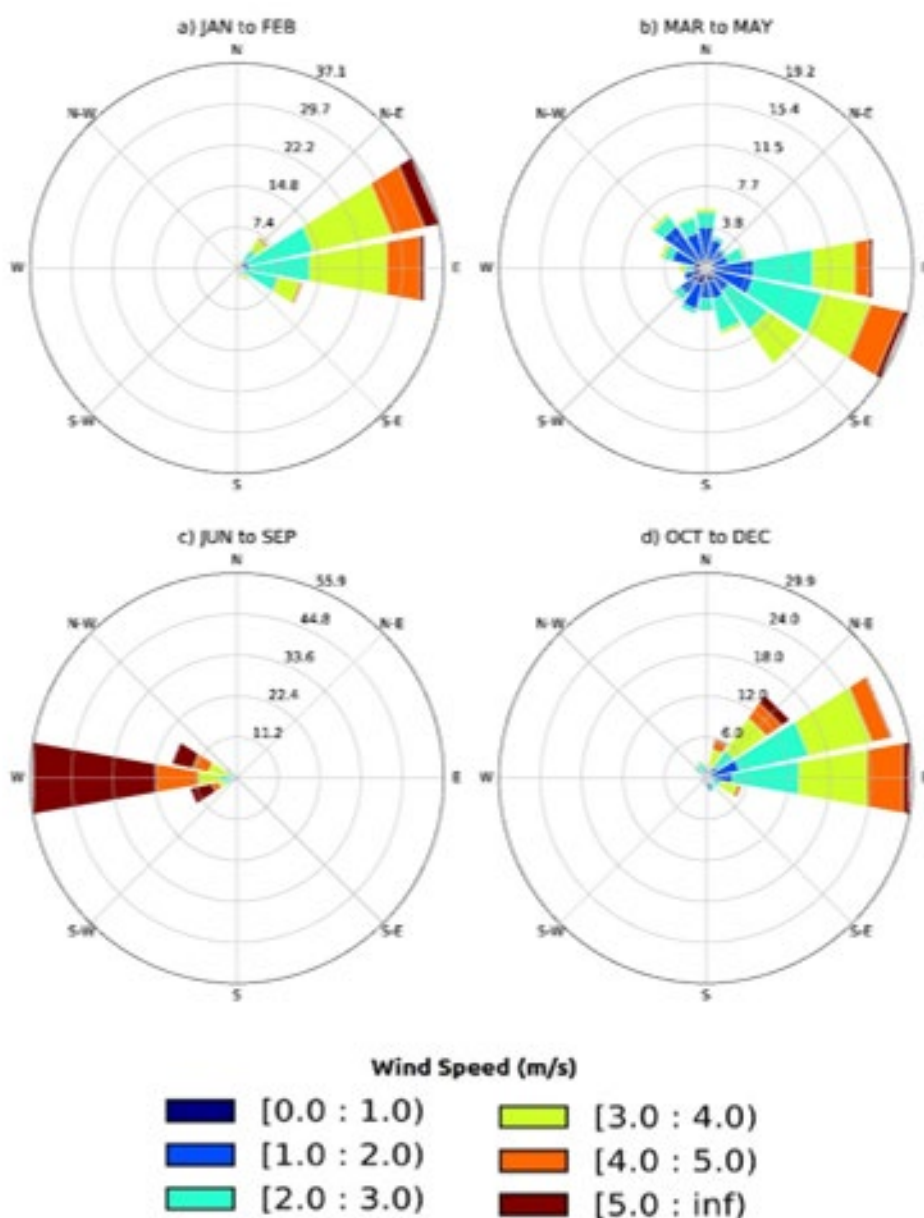 a) JAN to FEB
N
37.1
29.7
N-W
N-E
22.2
14.8
7.4
W
E
S-W
S-E
S
b) MAR to MAY
N
19.2
15.4
N-W
N-E
11.5
7.7
3.8
W
S-W
S-E
S
c) JUN to SEP
N
55.9
44.8
N-W
N-E
33.6
22.4
11.2
W
E
S-W
S-E
S
d) OCT to DEC
N
29.9
24.0
N-W
N-E
18.0
12.0
6.0
W
S-W
S-E
S
Wind Speed (m/s)
[0.0 : 1.0)
[1.0 : 2.0)
[2.0 : 3.0)
[3.0 : 4.0)
[4.0 : 5.0)
[5.0 : inf)